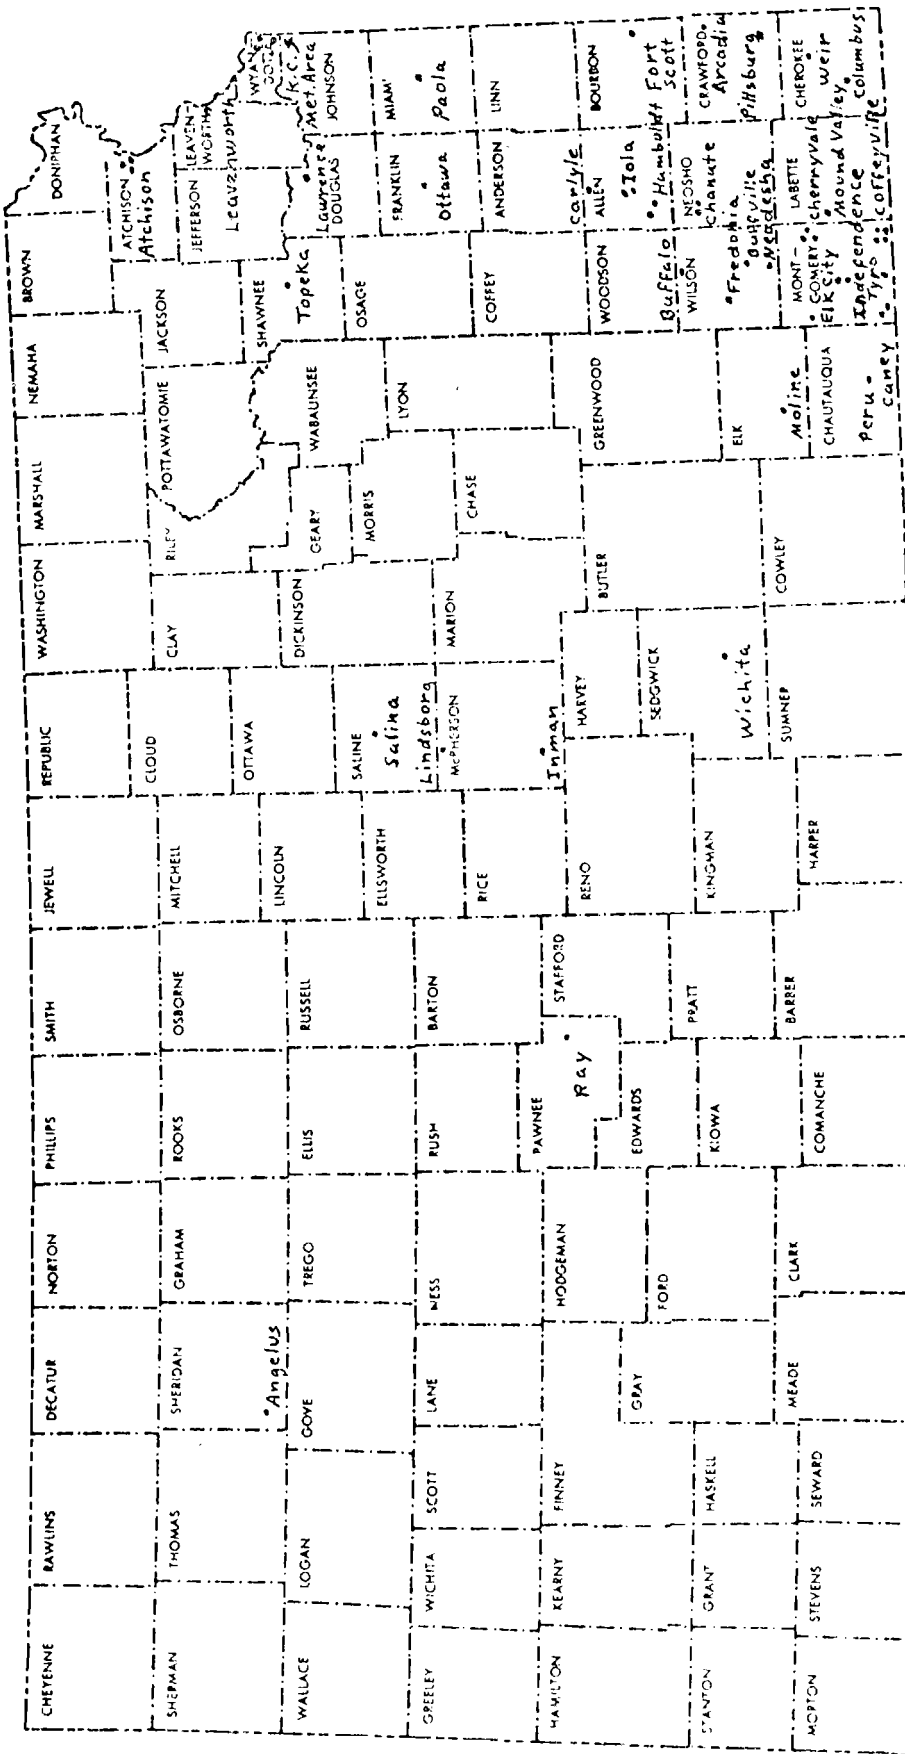 CHEYENNE
RAWLINS
DECATUR
NORTON
PHILLIPS
SMITH
JEWELL
REPUBLIC
WASHINGTON
MARSHALL
NEMAHA
BROWN
DONIPHAN
SHERMAN
THOMAS
SHERIDAN
Angelus
GRAHAM
ROOKS
OSBORNE
MITCHELL
CLOUD
CLAY
RILEY
POTTAWATOMIE
JACKSON
ATCHISON
Atchison
JEFFERSON
LEAVEN-
WORTH
Leavenworth
WYAN-
DOTTE
K.C.
Met. Area
WALLACE
LOGAN
GOVE
TREGO
ELLIS
RUSSELL
LINCOLN
OTTAWA
SALINE
Salina
DICKINSON
GEARY
WABAUNSEE
SHAWNEE
Topeka
Lawrence
DOUGLAS
JOHNSON
ELLSWORTH
Lindsborg
MORRIS
LYON
OSAGE
FRANKLIN
Ottawa
MIAMI
Paola
GREELEY
WICHITA
SCOTT
LANE
NESS
RUSH
BARTON
RICE
McPHERSON
Inman
MARION
CHASE
COFFEY
ANDERSON
LINN
HAMILTON
KEARNY
FINNEY
HODGEMAN
PAWNEE
Ray
STAFFORD
RENO
HARVEY
BUTLER
GREENWOOD
WOODSON
Carlyle
ALLEN
Iola
Humboldt
BOURBON
Fort
Scott
GRAY
FORD
EDWARDS
PRATT
KINGMAN
SEDGWICK
Wichita
ELK
Moline
Buffalo
WILSON
Fredonia
Buffville
Neodesha
NEOSHO
Chanute
CRAWFORD
Arcadia
Pittsburg
STANTON
GRANT
HASKELL
KIOWA
MORTON
STEVENS
SEWARD
MEADE
CLARK
COMANCHE
BARBER
HARPER
SUMNER
COWLEY
CHAUTAUQUA
Peru
Caney
MONT-
GOMERY
Elk City
Independence
Tyro
LABETTE
Cherryvale
Mound Valley
Coffeyville
CHEROKEE
Weir
Columbus